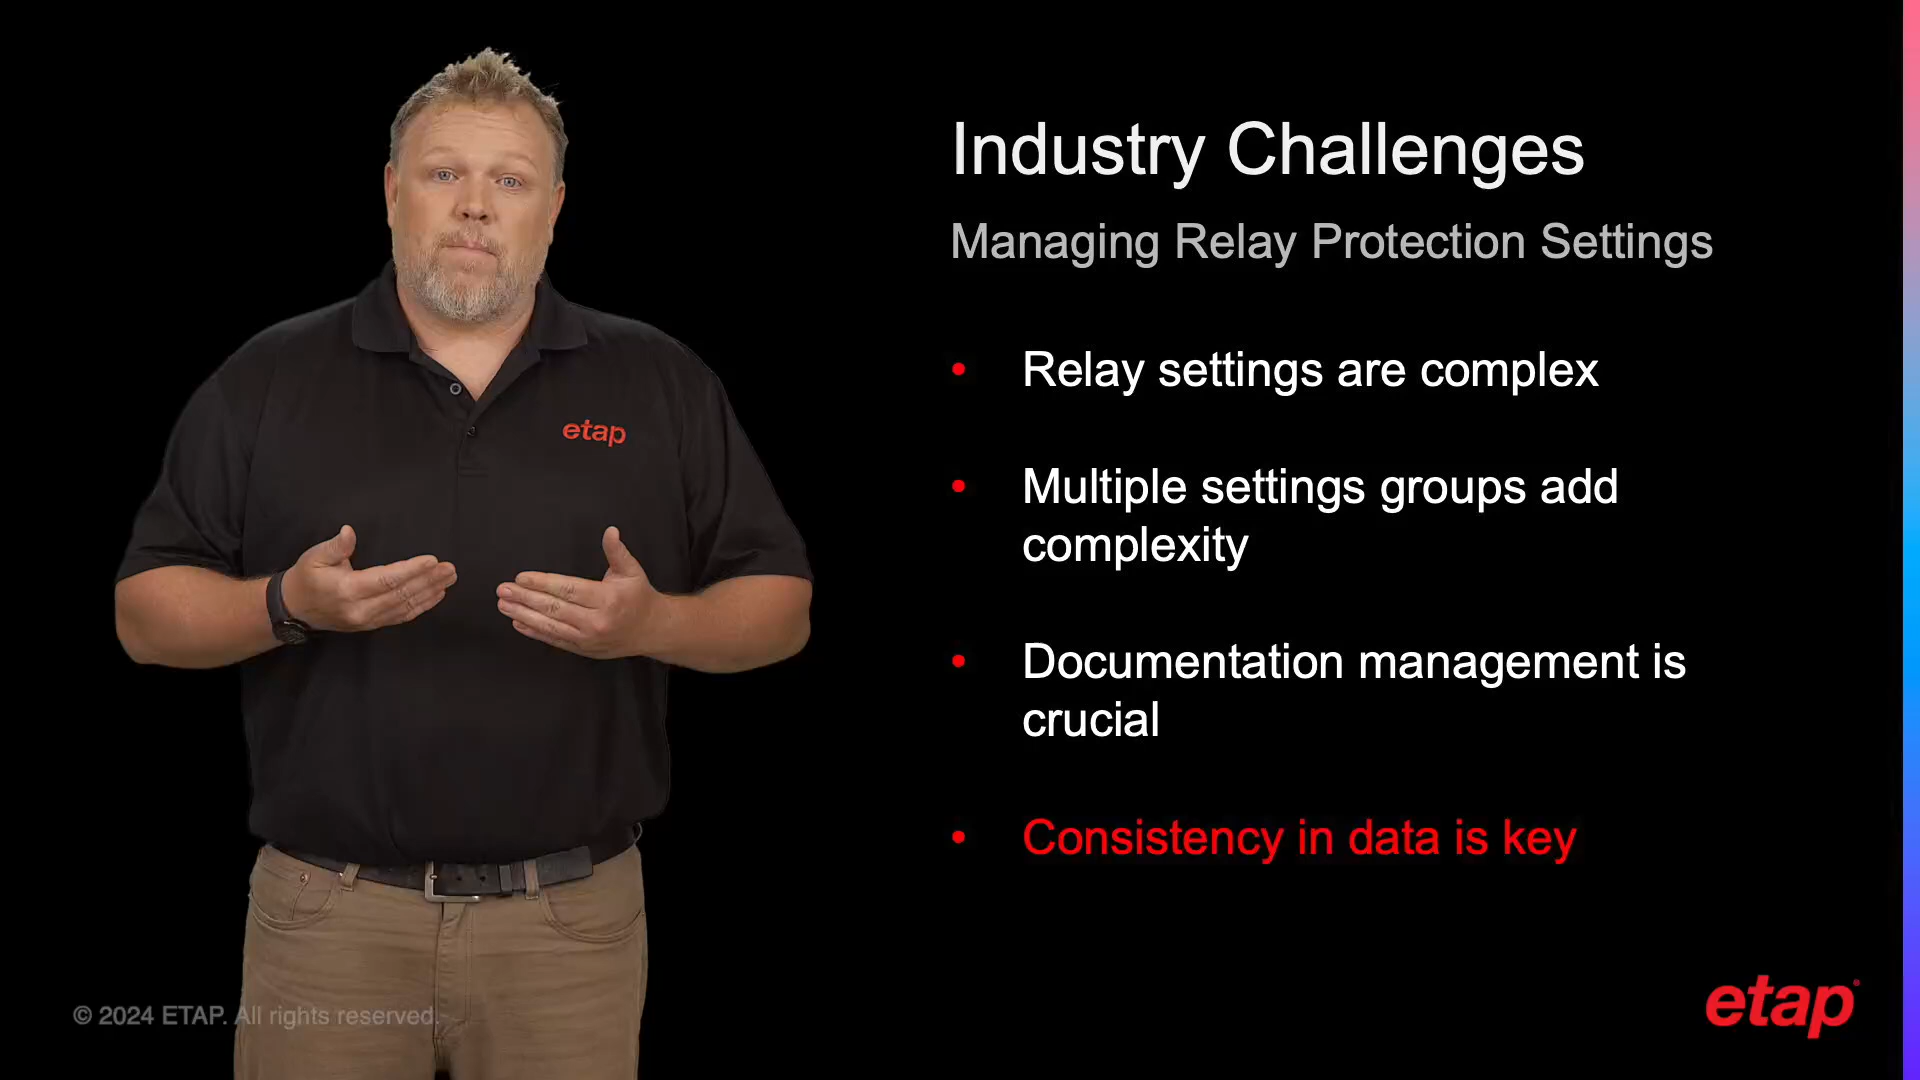 Industry Challenges
Managing Relay Protection Settings
• Relay settings are complex
• Multiple settings groups add
complexity
• Documentation management is
crucial
• Consistency in data is key
etap
© 2024 ETAP. All rights reserved.
etap